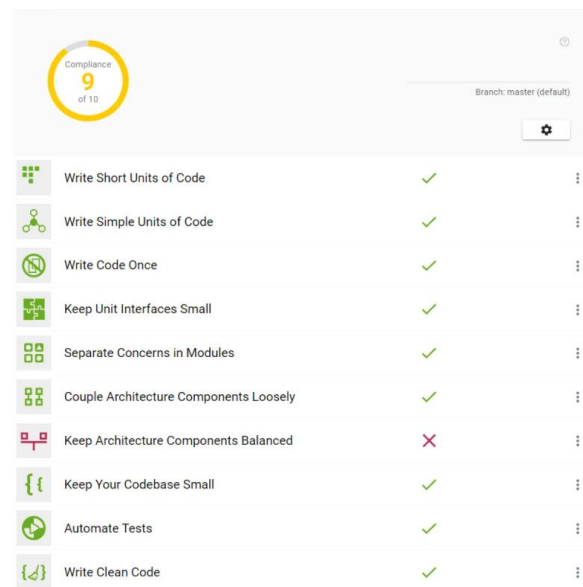 Compliance
9
of 10
Branch: master (default)
Write Short Units of Code
Write Simple Units of Code
Write Code Once
Keep Unit Interfaces Small
Separate Concerns in Modules
Couple Architecture Components Loosely
Keep Architecture Components Balanced
Keep Your Codebase Small
Automate Tests
Write Clean Code